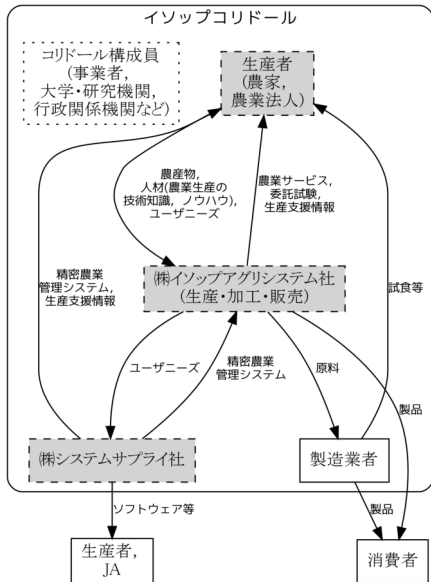 イソップコリドール
コリドール構成員
(事業者,
大学・研究機関,
行政関係機関など)
生産者
(農家,
農業法人)
農産物,
人材(農業生産の
技術知識, ノウハウ),
ユーザニーズ
農業サービス,
委託試験,
生産支援情報
精密農業
管理システム,
生産支援情報
㈱イソップアグリシステム社
(生産・加工・販売)
試食等
ユーザニーズ
精密農業
管理システム
原料
製品
㈱システムサプライ社
製造業者
ソフトウェア等
製品
生産者,
JA
消費者